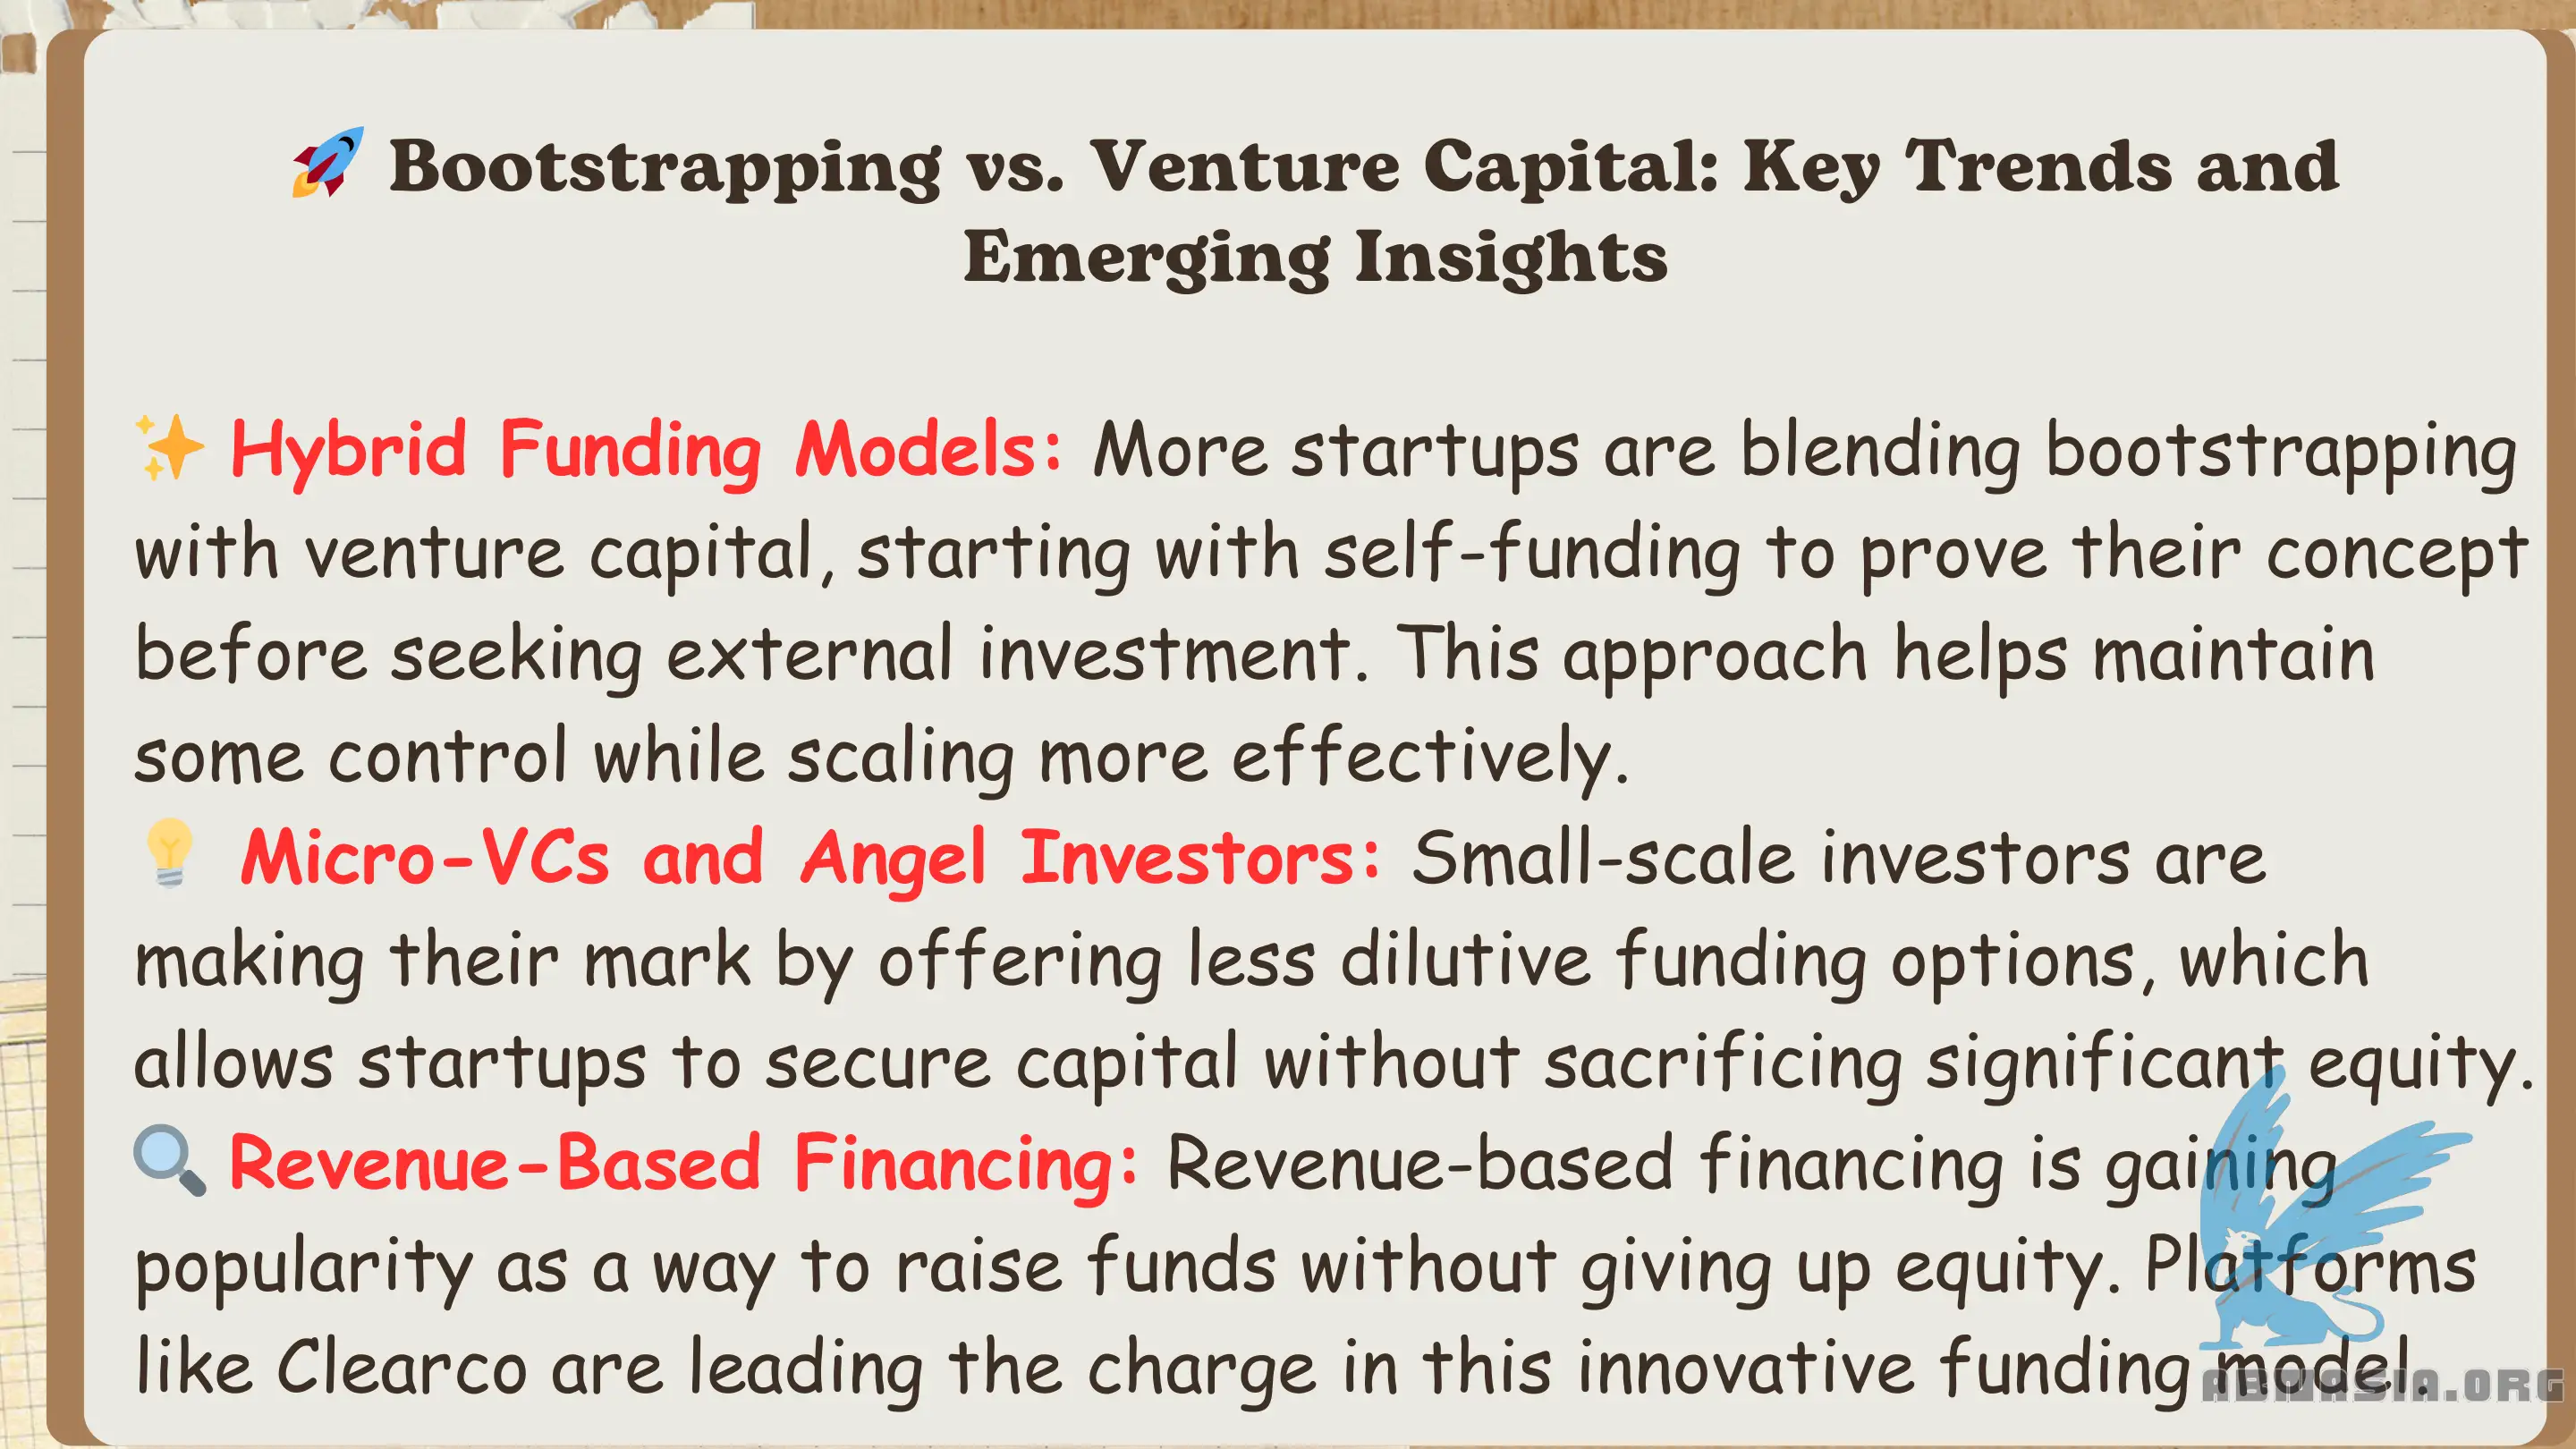 🚀 Bootstrapping vs. Venture Capital: Key Trends and
Emerging Insights
✨ Hybrid Funding Models: More startups are blending bootstrapping
with venture capital, starting with self-funding to prove their concept
before seeking external investment. This approach helps maintain
some control while scaling more effectively.
💡 Micro-VCs and Angel Investors: Small-scale investors are
making their mark by offering less dilutive funding options, which
allows startups to secure capital without sacrificing significant equity.
🔍 Revenue-Based Financing: Revenue-based financing is gaining
popularity as a way to raise funds without giving up equity. Platforms
like Clearco are leading the charge in this innovative funding model.
ABNASIA.ORG